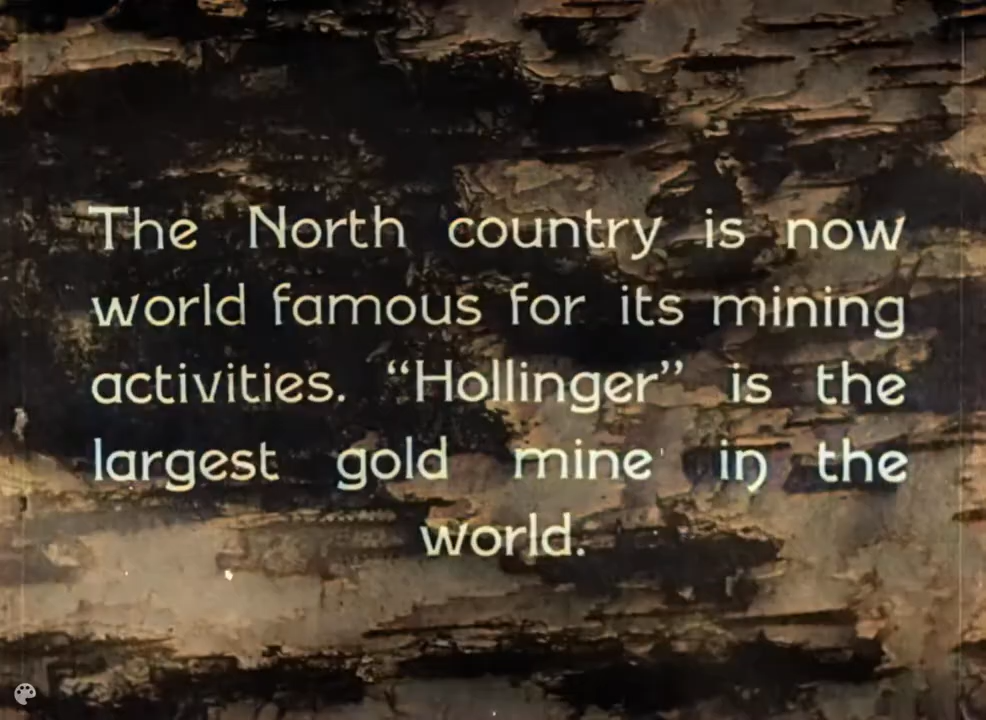 The North country is now
world famous for its mining
activities. “Hollinger” is the
largest gold mine in the
world.